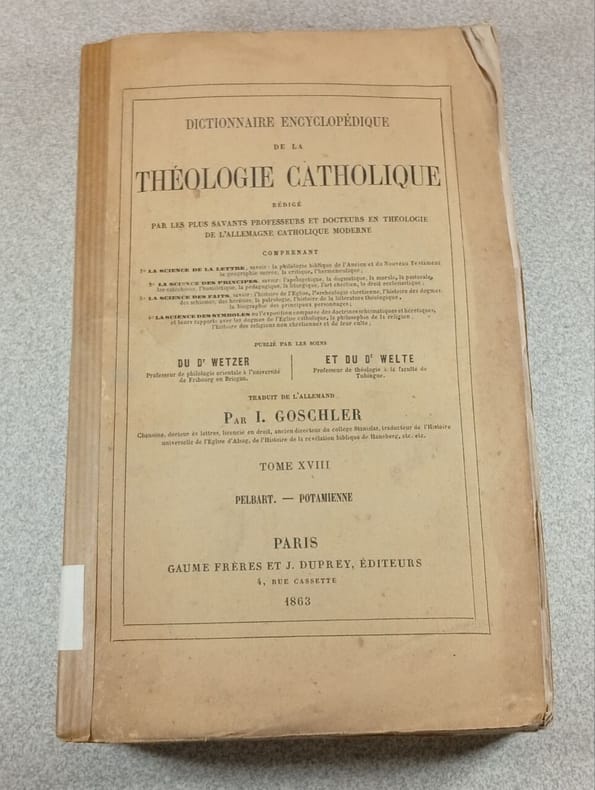 DICTIONNAIRE ENCYCLOPÉDIQUE
DE LA
THÉOLOGIE CATHOLIQUE
RÉDIGÉ
PAR LES PLUS SAVANTS PROFESSEURS ET DOCTEURS EN THÉOLOGIE
DE L'ALLEMAGNE CATHOLIQUE MODERNE
COMPRENANT
1° LA SCIENCE DE LA LETTRE, savoir: la philologie biblique de l'Ancien et du Nouveau Testament
la géographie sacrée, la critique, l'herméneutique;
2° LA SCIENCE DES PRINCIPES, savoir: l'apologétique, la dogmatique, la morale, la pastorale,
les catéchèses, l'homilétique, la pédagogique, la liturgique, l'art chrétien, le droit ecclésiastique;
3° LA SCIENCE DES FAITS, savoir: l'histoire de l'Église, l'archéologie chrétienne, l'histoire des dogmes
des schismes, des hérésies, la patrologie, l'histoire de la littérature théologique,
la biographie des principaux personnages;
4° LA SCIENCE DES SYMBOLES ou l'exposition comparée des doctrines schismatiques et hérétiques,
et leurs rapports avec les dogmes de l'Église catholique, la philosophie de la religion,
l'histoire des religions non chrétiennes et de leur culte;
PUBLIÉ PAR LES SOINS
DU Dr WETZER
Professeur de philologie orientale à l'université
de Fribourg en Brisgau.
ET DU Dr WELTE
Professeur de théologie à la faculté de
Tubingue.
TRADUIT DE L'ALLEMAND
PAR I. GOSCHLER
Chanoine, docteur ès lettres, licencié en droit, ancien directeur du collège Stanislas, traducteur de l'Histoire
universelle de l'Église d'Alzog, de l'Histoire de la révélation biblique de Haneberg, etc. etc.
TOME XVIII
PELBART. — POTAMIENNE
PARIS
GAUME FRÈRES ET J. DUPREY, ÉDITEURS
4, RUE CASSETTE
1863